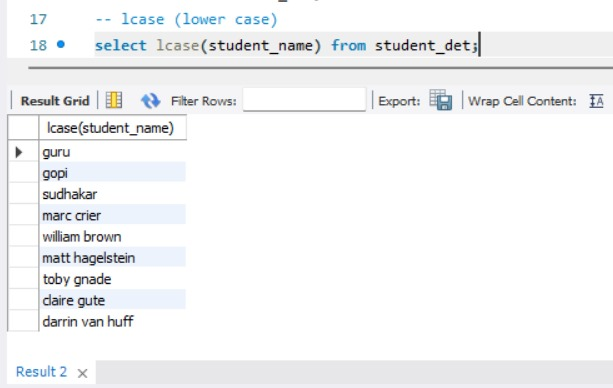 17 -- lcase (lower case)
18 select lcase(student_name) from student_det;
Result Grid Filter Rows: Export: Wrap Cell Content:
lcase(student_name)
guru
gopi
sudhakar
marc crier
william brown
matt hagelstein
toby gnade
claire gute
darrin van huff
Result 2 ×